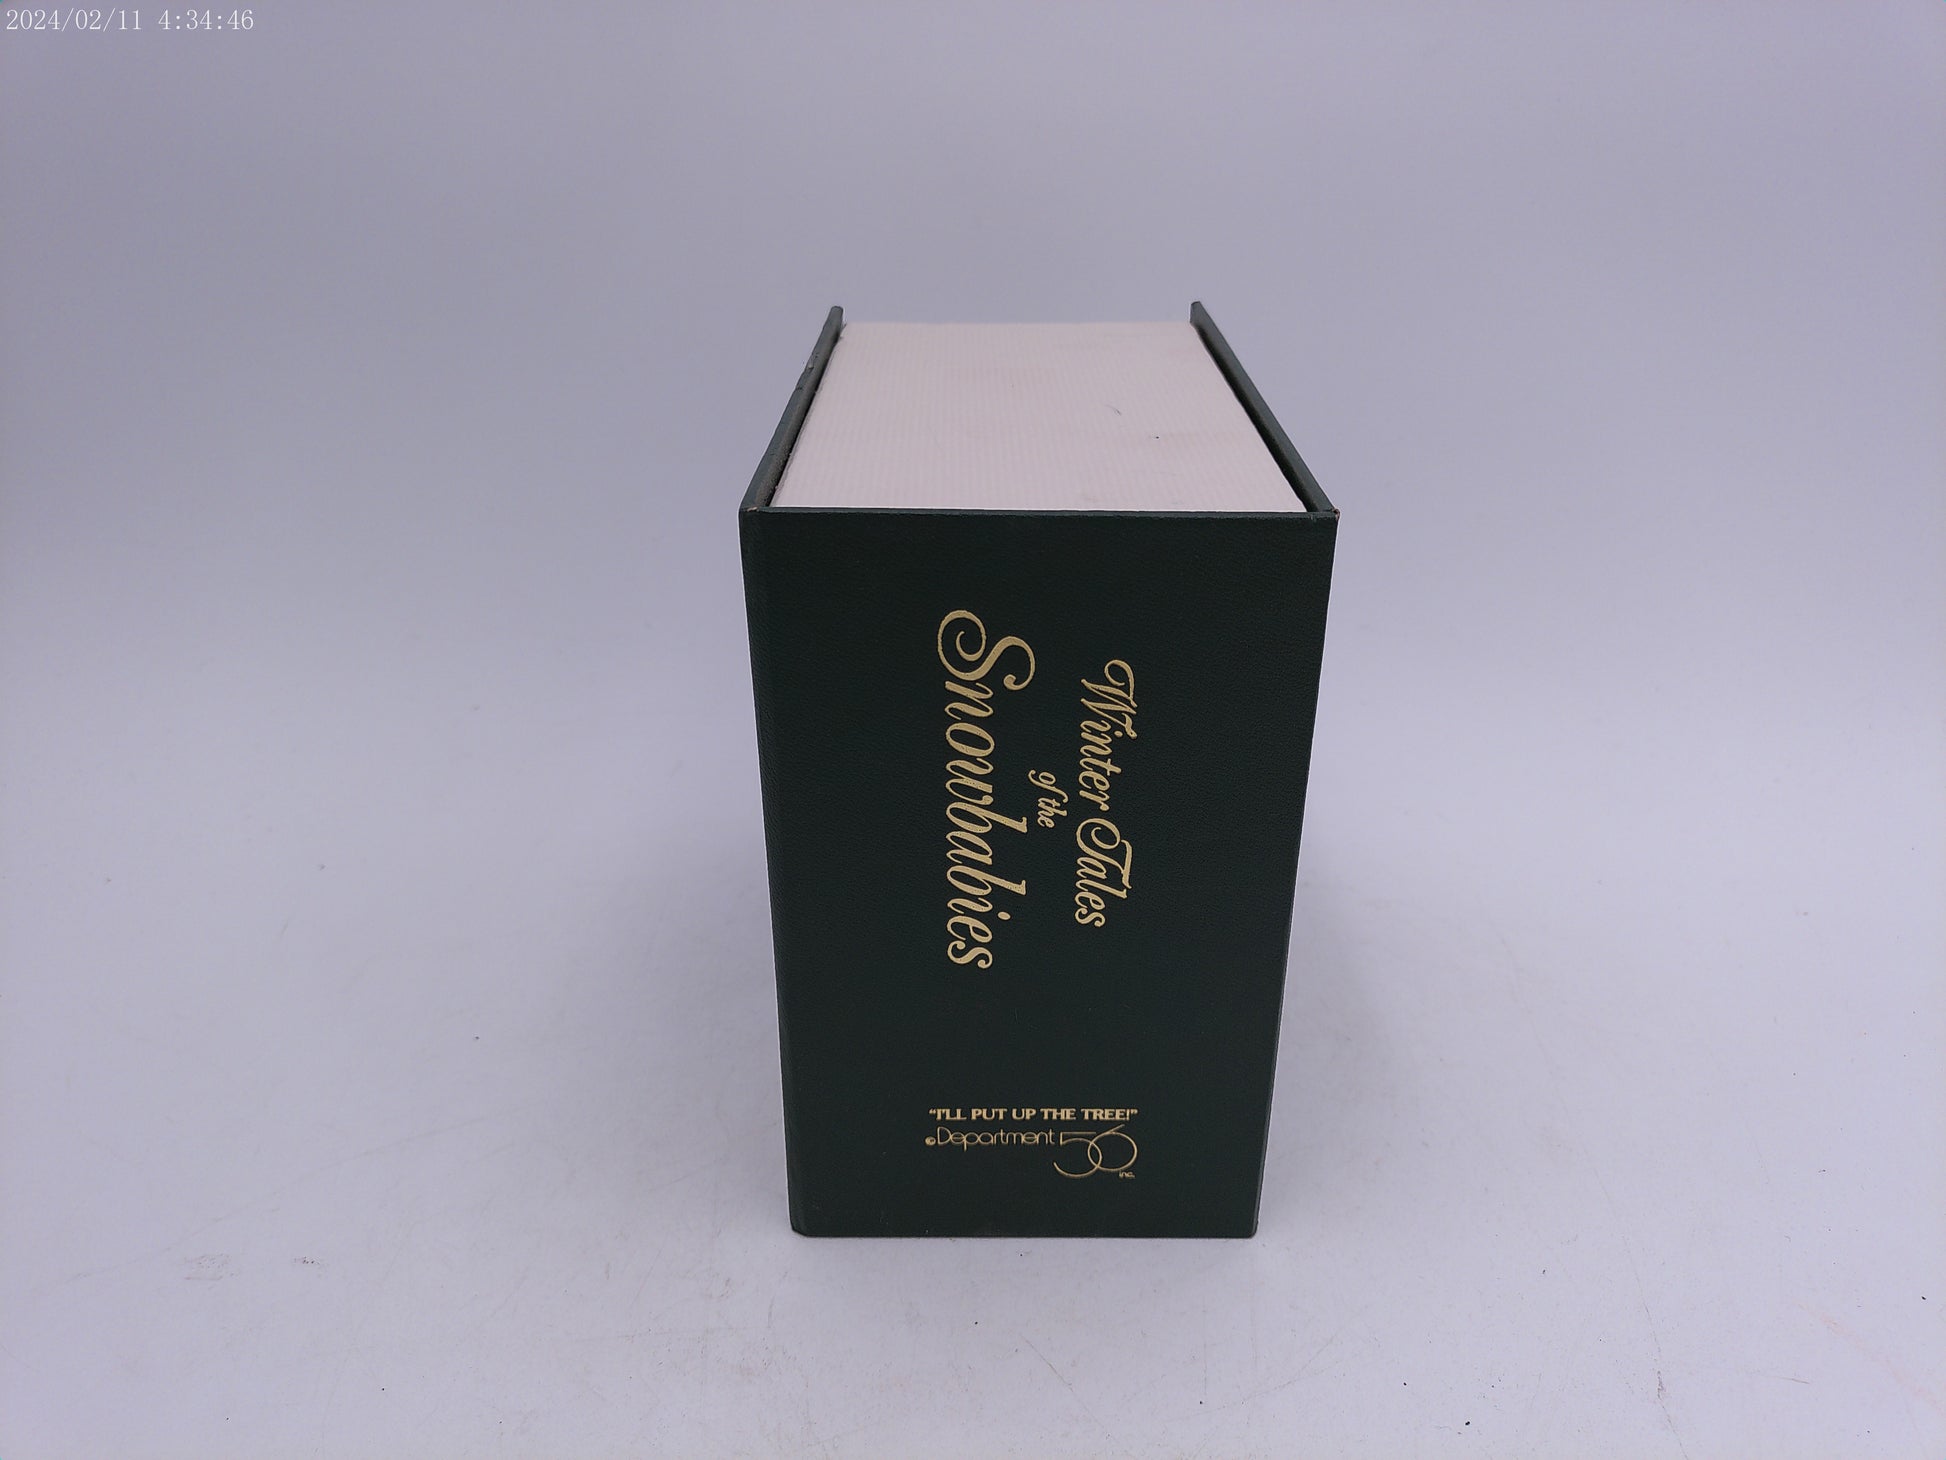 2024/02/11 4:34:46
Winter Tales
of the
Snowbabies
"I'LL PUT UP THE TREE!"
©Department 56 inc.